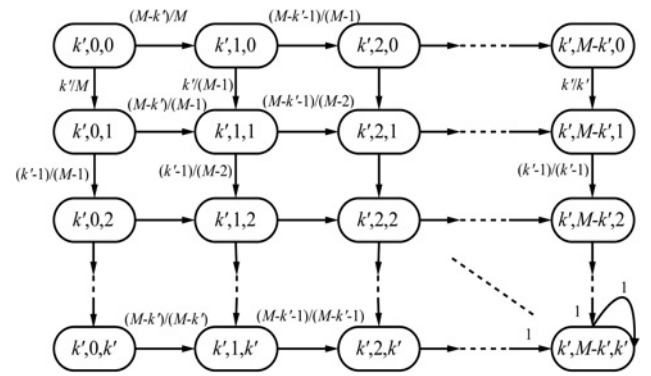 (M-k')/M (M-k'-1)/(M-1)
k',0,0 k',1,0 k',2,0 k',M-k',0
k'/M k'/(M-1) k'/k'
(M-k')/(M-1) (M-k'-1)/(M-2)
k',0,1 k',1,1 k',2,1 k',M-k',1
(k'-1)/(M-1) (k'-1)/(M-2) (k'-1)/(k'-1)
k',0,2 k',1,2 k',2,2 k',M-k',2
1
(M-k')/(M-k') (M-k'-1)/(M-k'-1) 1 1
k',0,k' k',1,k' k',2,k' k',M-k',k'